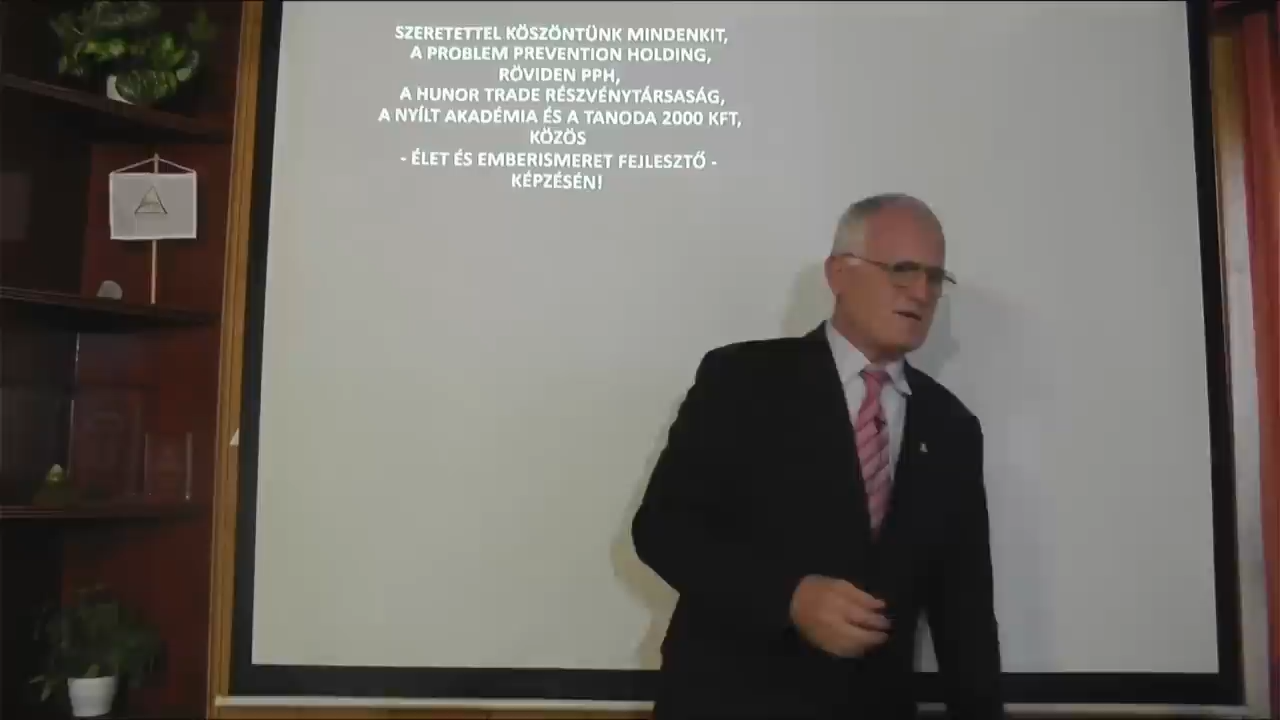 SZERETETTEL KÖSZÖNTÜNK MINDENKIT,
A PROBLEM PREVENTION HOLDING,
RÖVIDEN PPH,
A HUNOR TRADE RÉSZVÉNYTÁRSASÁG,
A NYÍLT AKADÉMIA ÉS A TANODA 2000 KFT,
KÖZÖS
- ÉLET ÉS EMBERISMERET FEJLESZTŐ -
KÉPZÉSÉN!